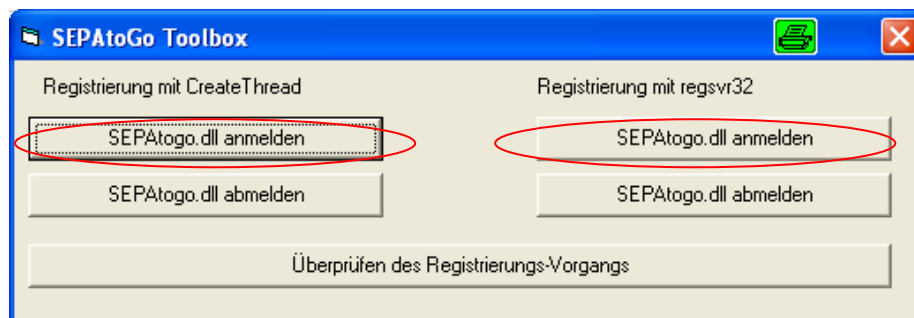 SEPAtoGo Toolbox
Registrierung mit CreateThread
Registrierung mit regsvr32
SEPAtogo.dll anmelden
SEPAtogo.dll anmelden
SEPAtogo.dll abmelden
SEPAtogo.dll abmelden
Überprüfen des Registrierungs-Vorgangs